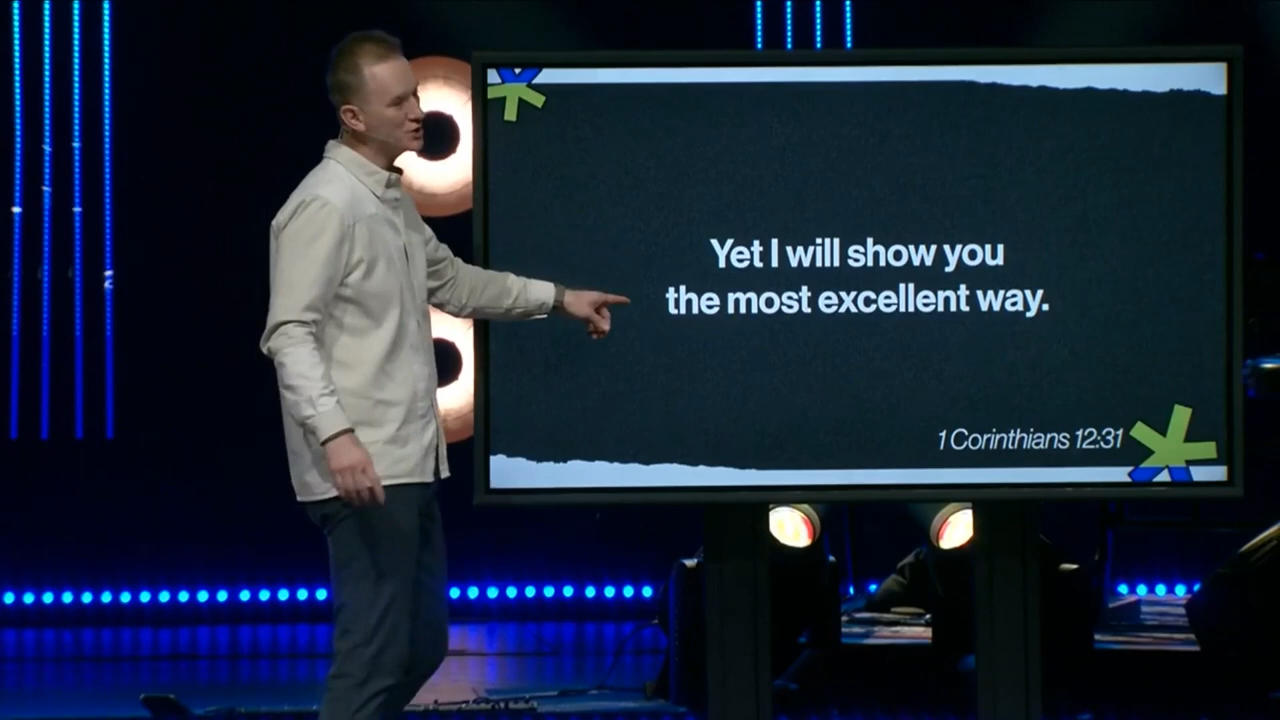 Yet I will show you
the most excellent way.
1 Corinthians 12:31